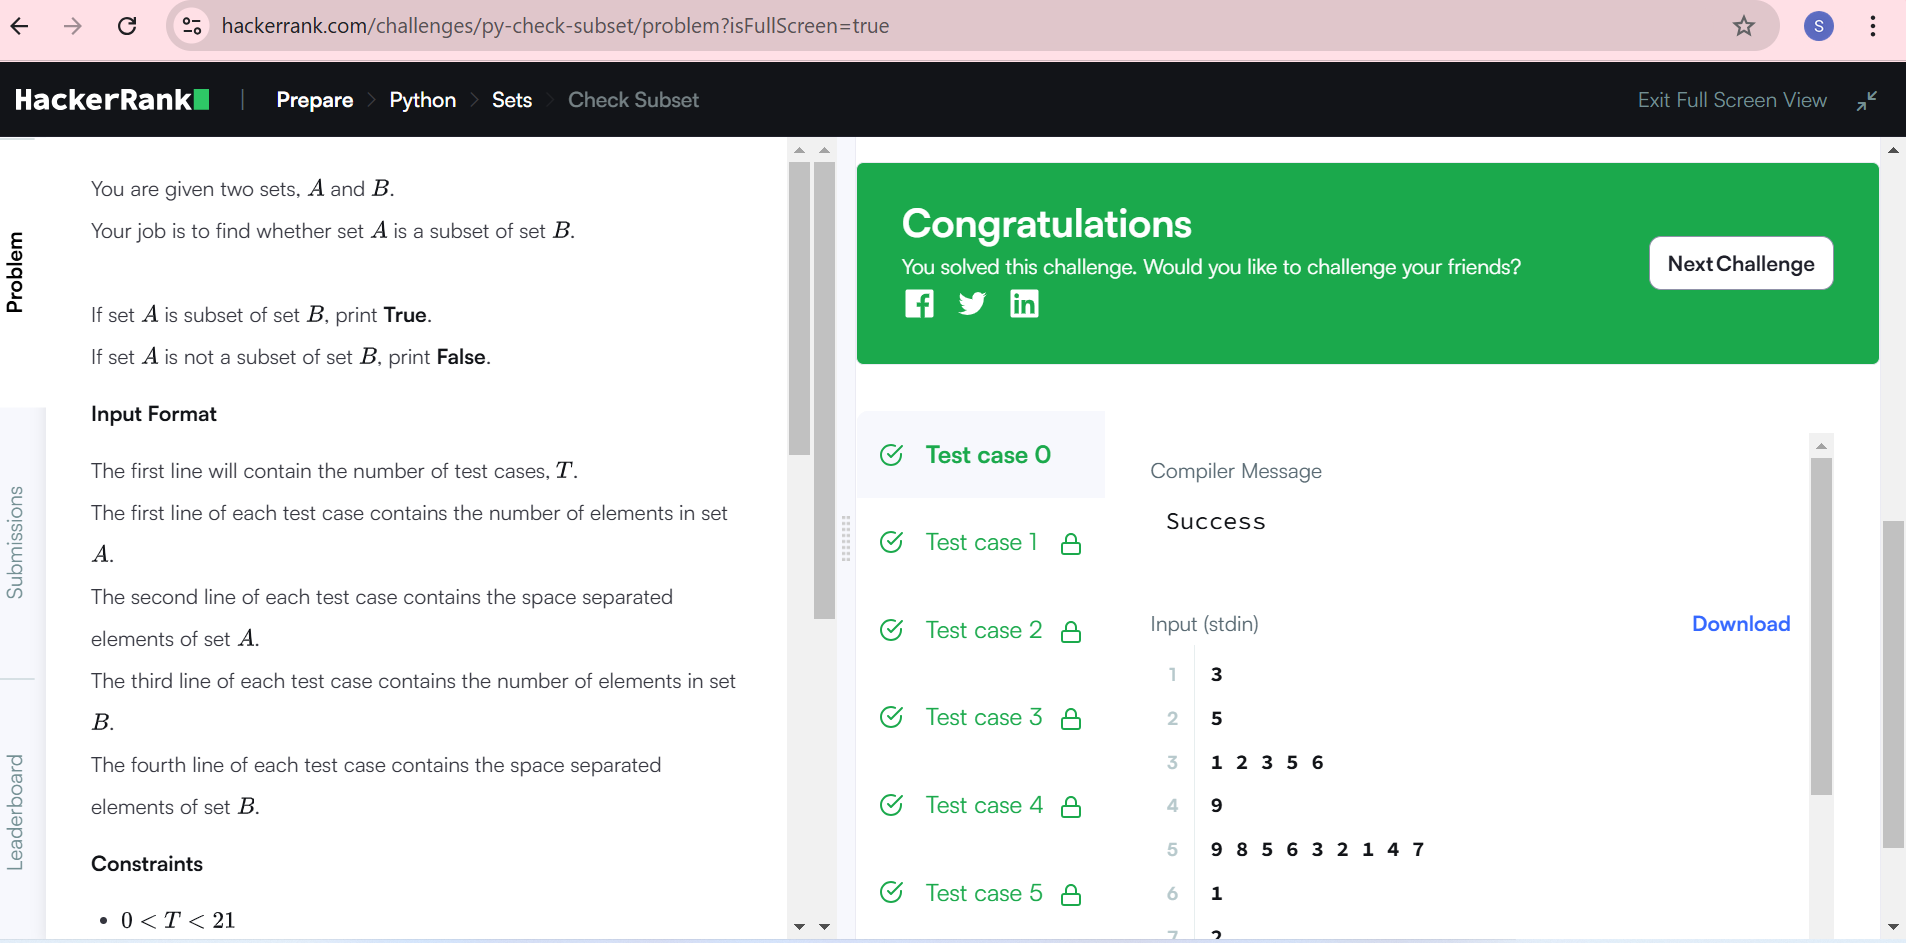 hackerrank.com/challenges/py-check-subset/problem?isFullScreen=true
S
HackerRank | Prepare > Python > Sets > Check Subset
Exit Full Screen View
Problem
Submissions
Leaderboard
You are given two sets, A and B.
Your job is to find whether set A is a subset of set B.
If set A is subset of set B, print True.
If set A is not a subset of set B, print False.
Input Format
The first line will contain the number of test cases, T.
The first line of each test case contains the number of elements in set
A.
The second line of each test case contains the space separated
elements of set A.
The third line of each test case contains the number of elements in set
B.
The fourth line of each test case contains the space separated
elements of set B.
Constraints
• 0 < T < 21
Congratulations
You solved this challenge. Would you like to challenge your friends?
Next Challenge
Test case 0
Test case 1
Test case 2
Test case 3
Test case 4
Test case 5
Compiler Message
Success
Input (stdin)
Download
1 3
2 5
3 1 2 3 5 6
4 9
5 9 8 5 6 3 2 1 4 7
6 1
7 2